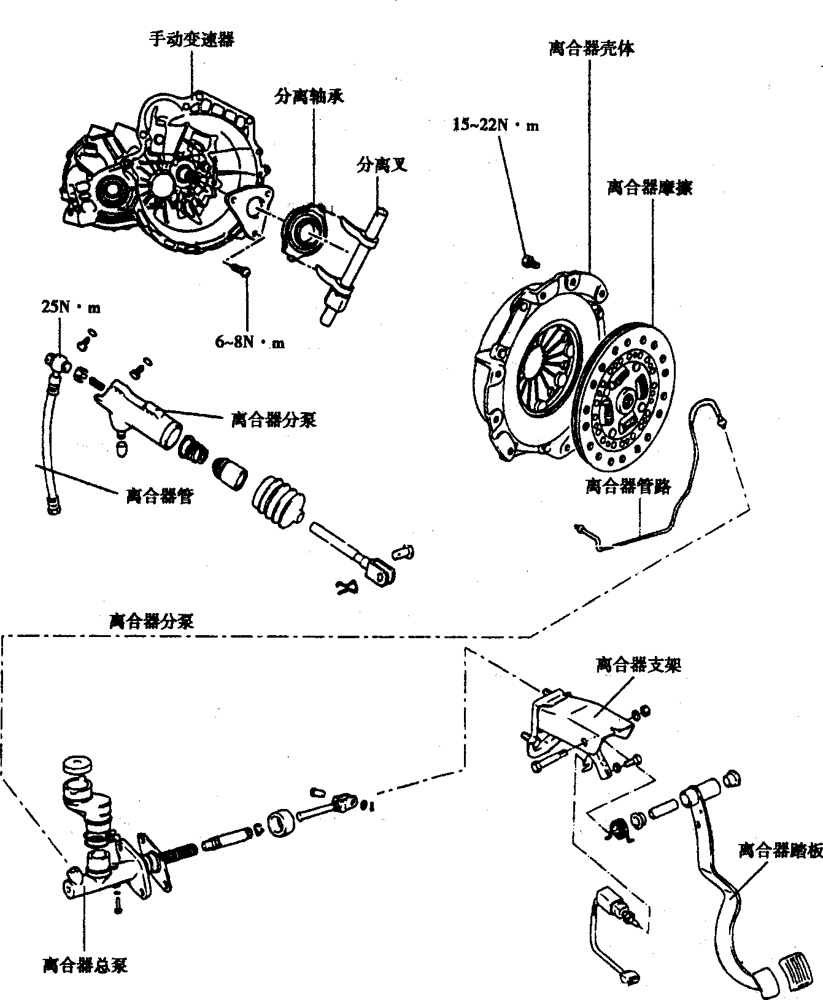 手动变速器
离合器壳体
分离轴承
15~22N·m
分离叉
离合器摩擦
25N·m
6~8N·m
离合器分泵
离合器管路
离合器管
离合器分泵
离合器支架
离合器踏板
离合器总泵